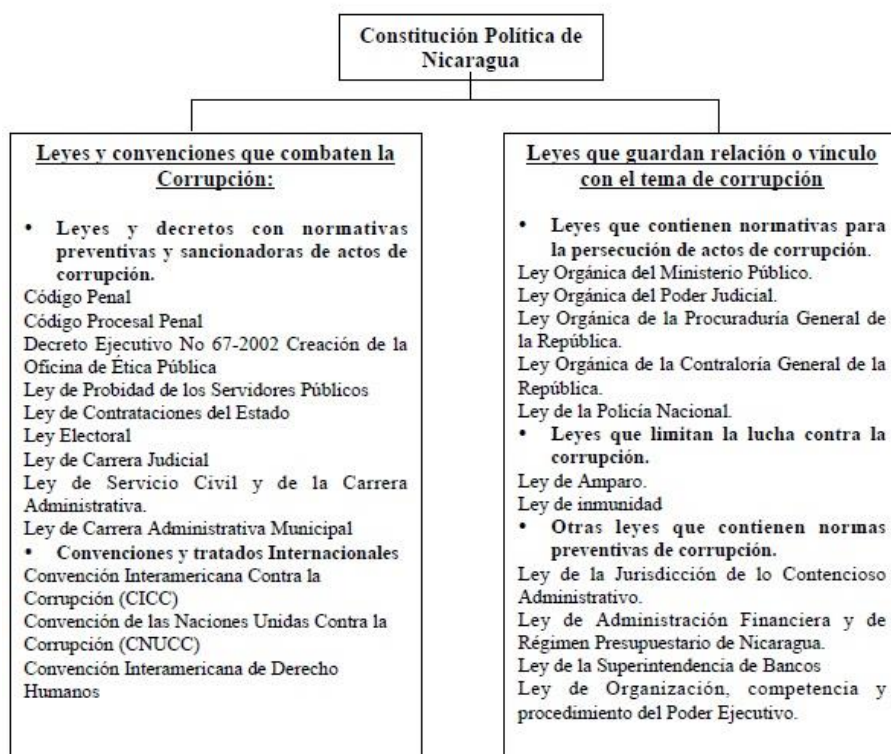 Constitución Política de
Nicaragua
Leyes y convenciones que combaten la
Corrupción:
• Leyes y decretos con normativas
preventivas y sancionadoras de actos de
corrupción.
Código Penal
Código Procesal Penal
Decreto Ejecutivo No 67-2002 Creación de la
Oficina de Ética Pública
Ley de Probidad de los Servidores Públicos
Ley de Contrataciones del Estado
Ley Electoral
Ley de Carrera Judicial
Ley de Servicio Civil y de la Carrera
Administrativa.
Ley de Carrera Administrativa Municipal
• Convenciones y tratados Internacionales
Convención Interamericana Contra la
Corrupción (CICC)
Convención de las Naciones Unidas Contra la
Corrupción (CNUCC)
Convención Interamericana de Derecho
Humanos
Leyes que guardan relación o vínculo
con el tema de corrupción
• Leyes que contienen normativas para
la persecución de actos de corrupción.
Ley Orgánica del Ministerio Público.
Ley Orgánica del Poder Judicial.
Ley Orgánica de la Procuraduría General de
la República.
Ley Orgánica de la Contraloría General de la
República.
Ley de la Policía Nacional.
• Leyes que limitan la lucha contra la
corrupción.
Ley de Amparo.
Ley de inmunidad
• Otras leyes que contienen normas
preventivas de corrupción.
Ley de la Jurisdicción de lo Contencioso
Administrativo.
Ley de Administración Financiera y de
Régimen Presupuestario de Nicaragua.
Ley de la Superintendencia de Bancos
Ley de Organización, competencia y
procedimiento del Poder Ejecutivo.